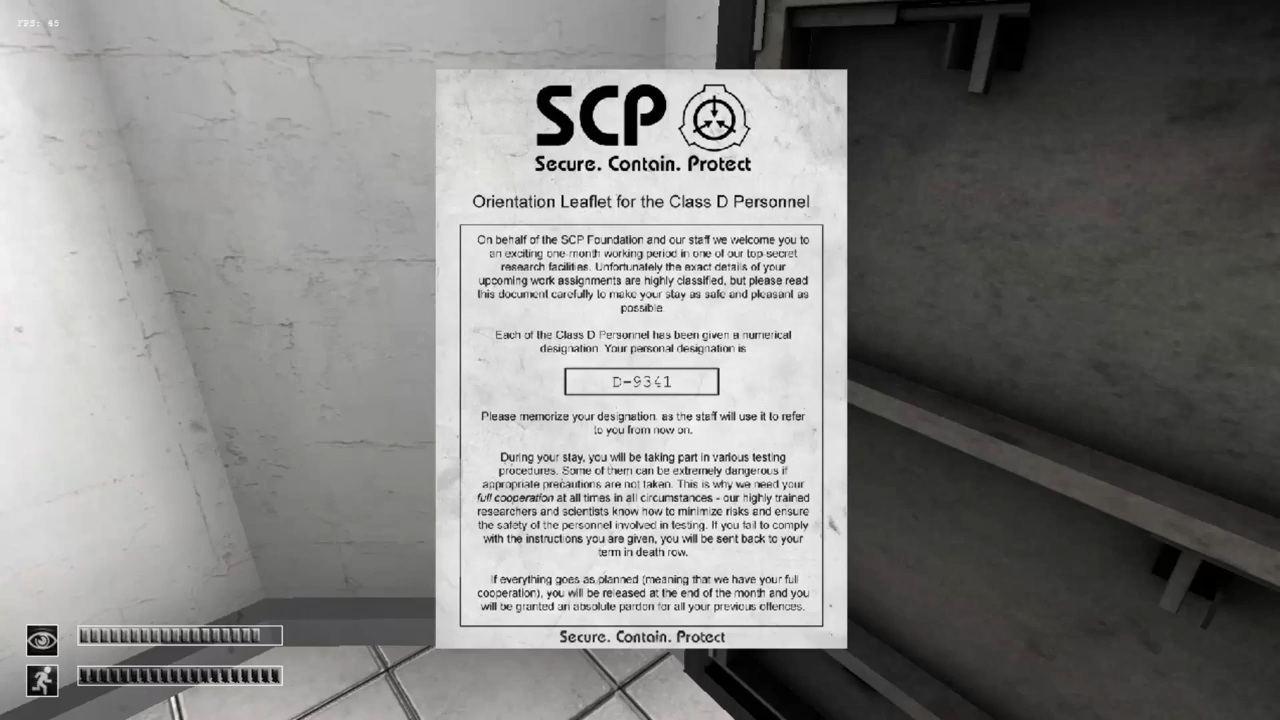 FPS: 45
SCP
Secure. Contain. Protect
Orientation Leaflet for the Class D Personnel
On behalf of the SCP Foundation and our staff we welcome you to
an exciting one-month working period in one of our top-secret
research facilities. Unfortunately the exact details of your
upcoming work assignments are highly classified, but please read
this document carefully to make your stay as safe and pleasant as
possible.
Each of the Class D Personnel has been given a numerical
designation. Your personal designation is
D-9341
Please memorize your designation, as the staff will use it to refer
to you from now on.
During your stay, you will be taking part in various testing
procedures. Some of them can be extremely dangerous if
appropriate precautions are not taken. This is why we need your
full cooperation at all times in all circumstances - our highly trained
researchers and scientists know how to minimize risks and ensure
the safety of the personnel involved in testing. If you fail to comply
with the instructions you are given, you will be sent back to your
term in death row.
If everything goes as planned (meaning that we have your full
cooperation), you will be released at the end of the month and you
will be granted an absolute pardon for all your previous offences.
Secure. Contain. Protect